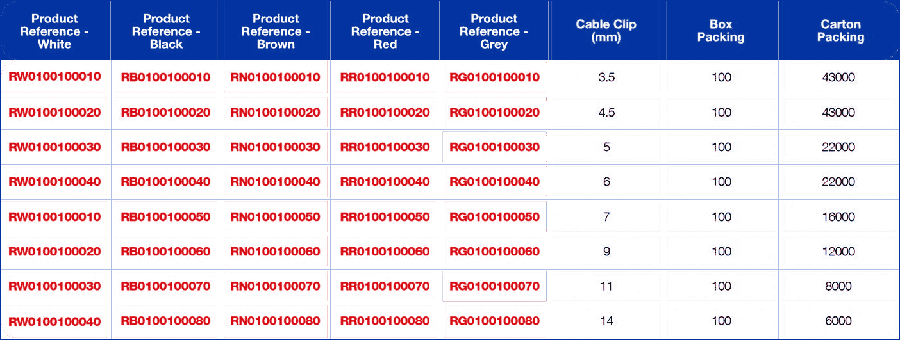 Product Reference - White Product Reference - Black Product Reference - Brown Product Reference - Red Product Reference - Grey Cable Clip (mm) Box Packing Carton Packing
RW0100100010 RB0100100010 RN0100100010 RR0100100010 RG0100100010 3.5 100 43000
RW0100100020 RB0100100020 RN0100100020 RR0100100020 RG0100100020 4.5 100 43000
RW0100100030 RB0100100030 RN0100100030 RR0100100030 RG0100100030 5 100 22000
RW0100100040 RB0100100040 RN0100100040 RR0100100040 RG0100100040 6 100 22000
RW0100100010 RB0100100050 RN0100100050 RR0100100050 RG0100100050 7 100 16000
RW0100100020 RB0100100060 RN0100100060 RR0100100060 RG0100100060 9 100 12000
RW0100100030 RB0100100070 RN0100100070 RR0100100070 RG0100100070 11 100 8000
RW0100100040 RB0100100080 RN0100100080 RR0100100080 RG0100100080 14 100 6000